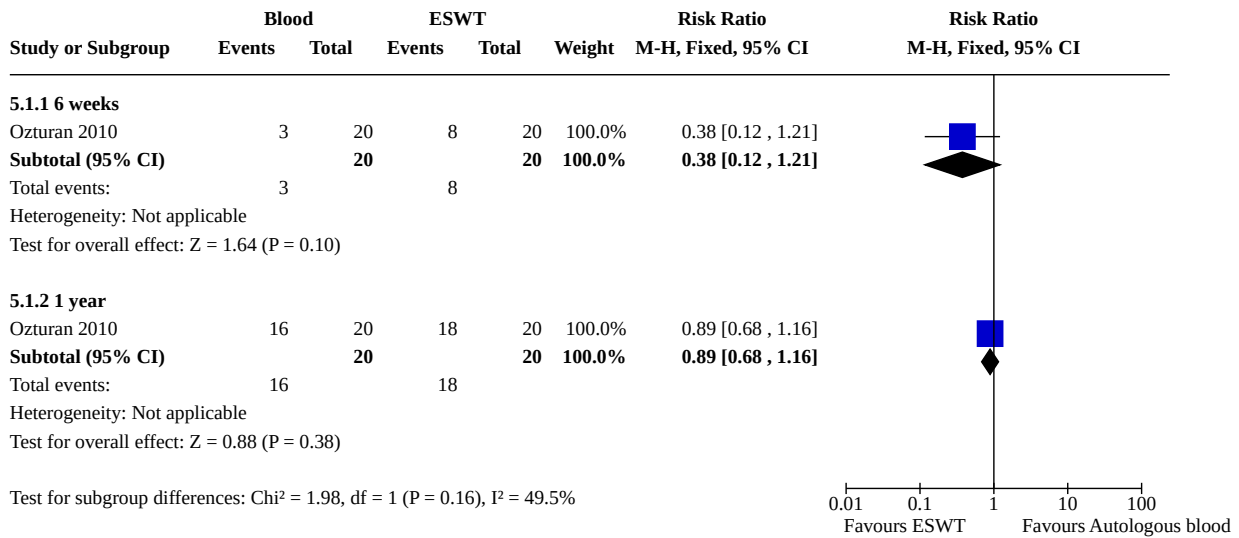 Blood ESWT Risk Ratio Risk Ratio
Study or Subgroup Events Total Events Total Weight M-H, Fixed, 95% CI M-H, Fixed, 95% CI
5.1.1 6 weeks
Ozturan 2010 3 20 8 20 100.0% 0.38 [0.12 , 1.21]
Subtotal (95% CI) 20 20 100.0% 0.38 [0.12 , 1.21]
Total events: 3 8
Heterogeneity: Not applicable
Test for overall effect: Z = 1.64 (P = 0.10)
5.1.2 1 year
Ozturan 2010 16 20 18 20 100.0% 0.89 [0.68 , 1.16]
Subtotal (95% CI) 20 20 100.0% 0.89 [0.68 , 1.16]
Total events: 16 18
Heterogeneity: Not applicable
Test for overall effect: Z = 0.88 (P = 0.38)
Test for subgroup differences: Chi² = 1.98, df = 1 (P = 0.16), I² = 49.5%
0.01 0.1 1 10 100
Favours ESWT Favours Autologous blood